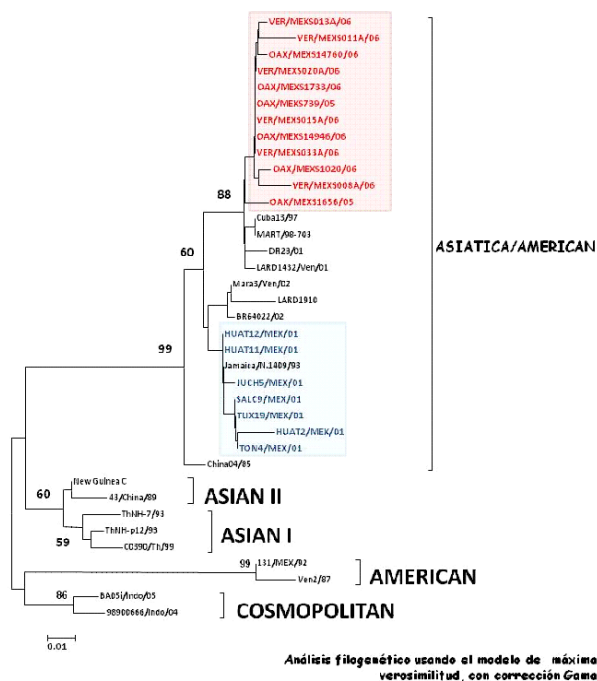 VER/MEXS013A/06
VER/MEXS011A/06
OAX/MEXS14760/06
VER/MEXS020A/06
OAX/MEXS1733/06
OAX/MEXS739/05
VER/MEXS015A/06
OAX/MEXS14946/06
VER/MEXS033A/06
OAX/MEXS1020/06
VER/MEXS008A/06
OAX/MEXS1656/05
88
Cuba13/97
MART/98-703
ASIATICA/AMERICAN
DR23/01
60
LARD1432/Ven/01
Mara3/Ven/02
LARD1910
BR64022/02
HUAT12/MEX/01
99
HUAT11/MEX/01
Jamaica/N.1409/93
JUCH5/MEX/01
SALC9/MEX/01
TUX19/MEX/01
HUAT2/MEX/01
TON4/MEX/01
China04/85
New Guinea C
60
43/China/89
ASIAN II
ThNH-7/93
ThNH-p12/93
ASIAN I
59
C0390/Th/99
99
131/MEX/92
AMERICAN
Ven2/87
86
BA05i/Indo/05
COSMOPOLITAN
98900666/Indo/04
0.01
Análisis filogenético usando el modelo de máxima
verosimilitud, con corrección Gama